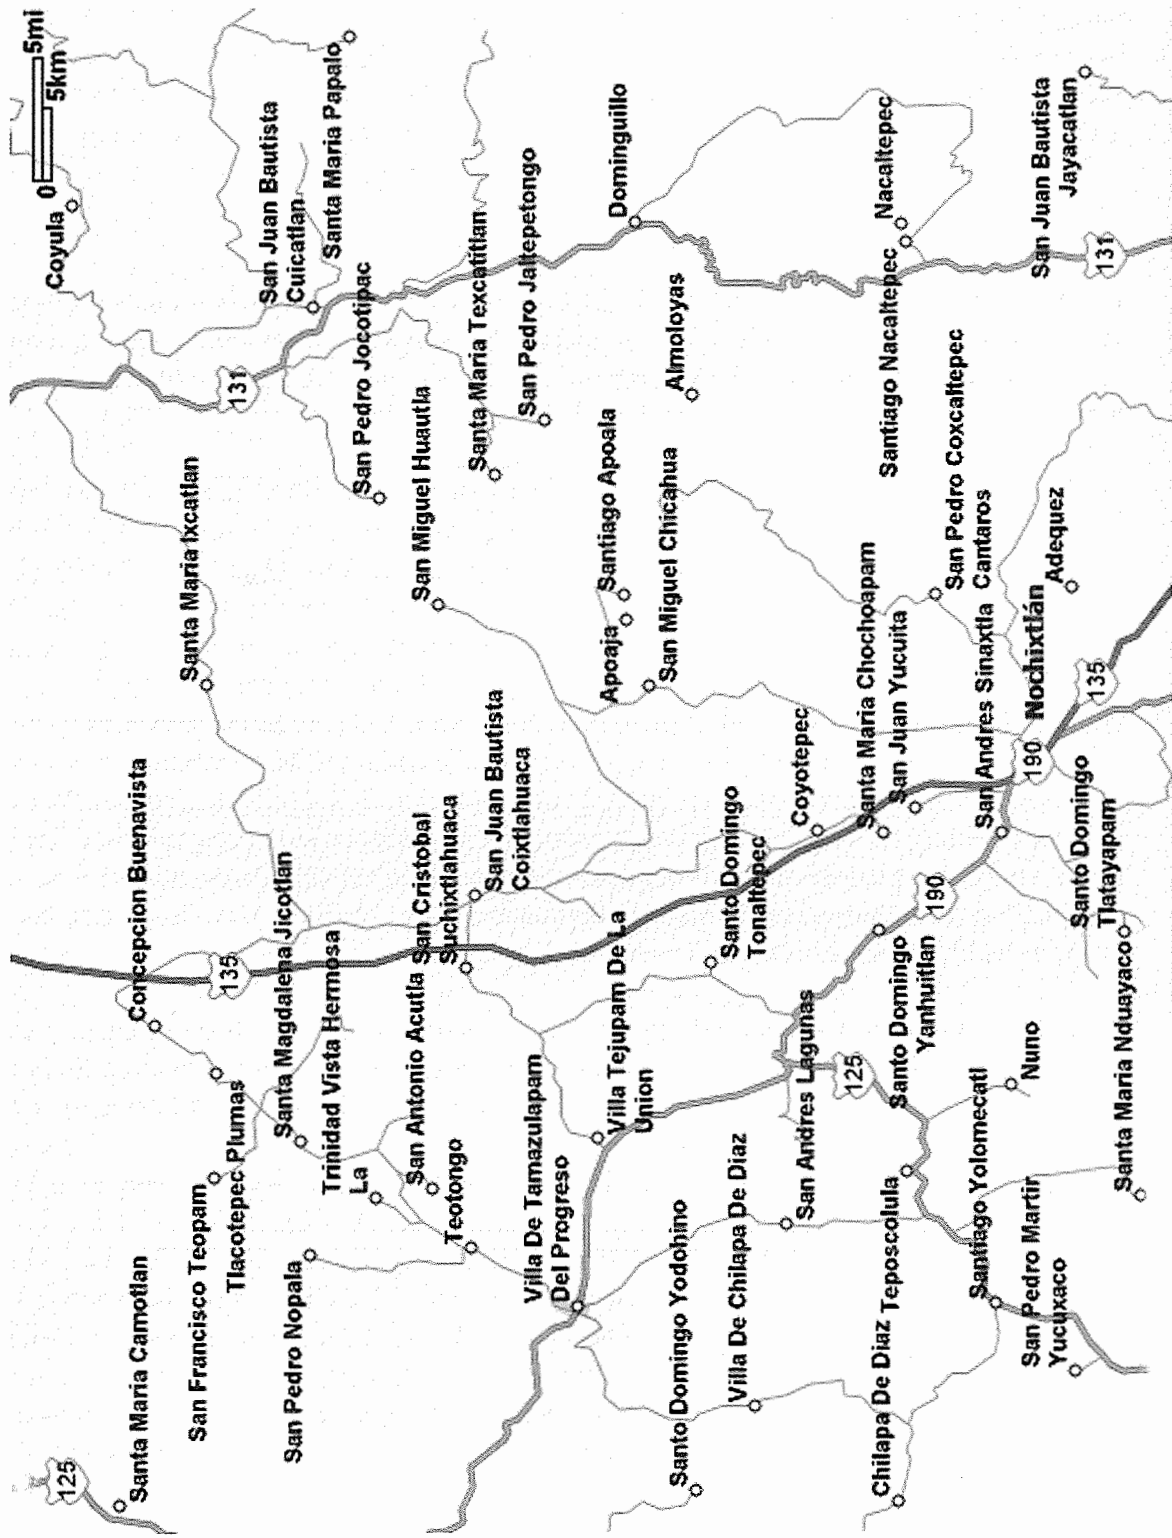 125
5mi
0 5km
Coyula
Santa Maria Camotlan
Concepcion Buenavista
San Francisco Teopam
Santa Maria Ixcatlan
Tlacotepec Plumas
135
131
San Juan Bautista
Cuicatlan
Santa Magdalena Jicotlan
San Pedro Nopala
Trinidad Vista Hermosa
La
Santa Maria Papalo
San Pedro Jocotipac
San Antonio Acutla
San Cristobal
Suchixtlahuaca
San Miguel Huautla
Teotongo
Santa Maria Texcatitlan
San Juan Bautista
Coixtlahuaca
San Pedro Jaltepetongo
Villa De Tamazulapam
Del Progreso
Villa Tejupam De La
Union
Apoaja
Santiago Apoala
Dominguillo
San Miguel Chicahua
Almoloyas
Santo Domingo Yodohino
Santo Domingo
Tonaltepec
Villa De Chilapa De Diaz
San Andres Lagunas
Coyotepec
125
Santa Maria Chochoapam
Chilapa De Diaz
Teposcolula
Santo Domingo
Yanhuitlan
San Juan Yucuita
Santiago Nacaltepec
Nacaltepec
190
San Pedro Coxcaltepec
Santiago Yolomecatl
San Andres Sinaxtla
Cantaros
Nuno
San Pedro Martir
Yucuxaco
190
Nochixtlán
Adequez
San Juan Bautista
Jayacatlan
Santo Domingo
Tlatayapam
135
131
Santa Maria Nduayaco